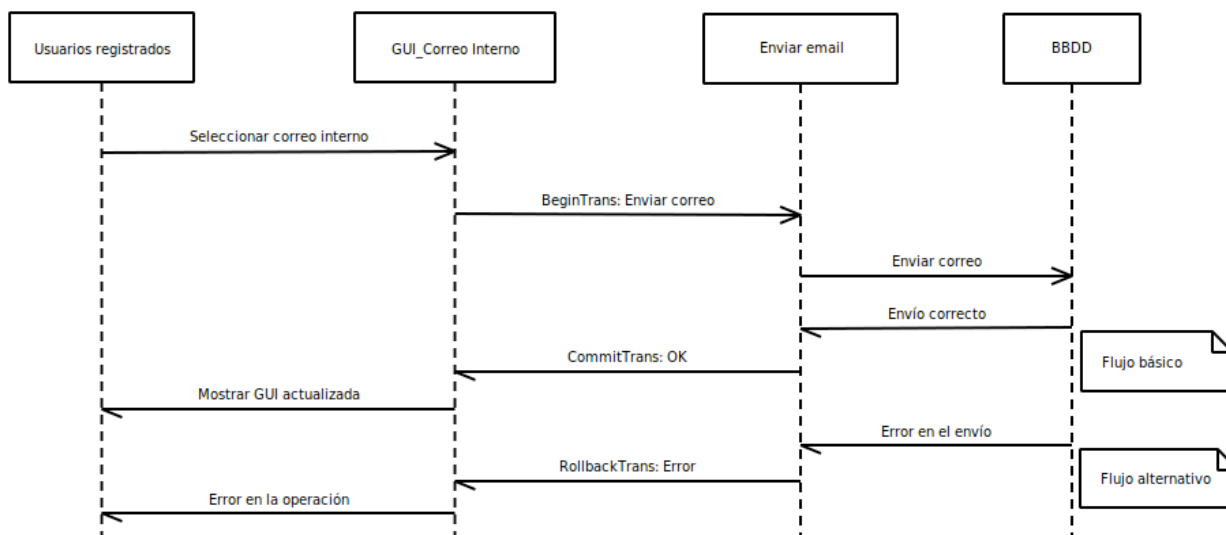 Usuarios registrados
GUI_Correo Interno
Enviar email
BBDD
Seleccionar correo interno
BeginTrans: Enviar correo
Enviar correo
Envío correcto
CommitTrans: OK
Flujo básico
Mostrar GUI actualizada
Error en el envío
RollbackTrans: Error
Flujo alternativo
Error en la operación